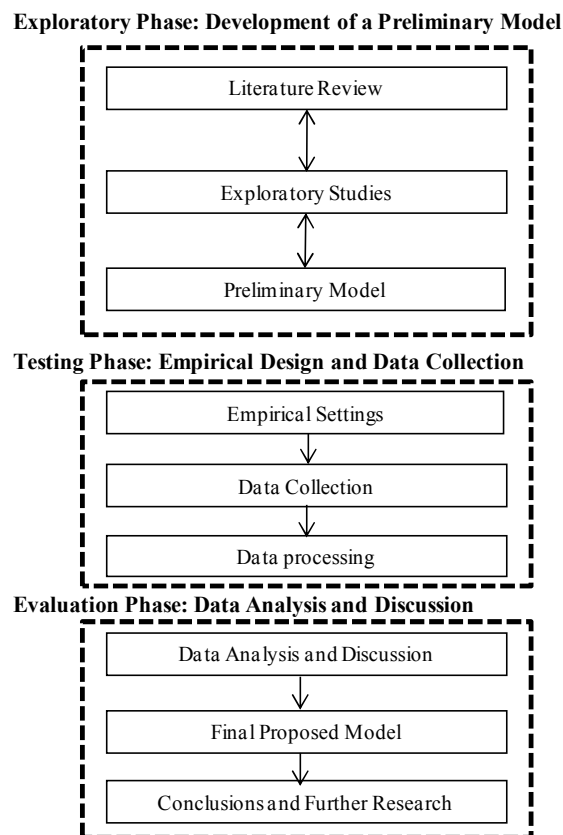 Exploratory Phase: Development of a Preliminary Model
Literature Review
Exploratory Studies
Preliminary Model
Testing Phase: Empirical Design and Data Collection
Empirical Settings
Data Collection
Data processing
Evaluation Phase: Data Analysis and Discussion
Data Analysis and Discussion
Final Proposed Model
Conclusions and Further Research